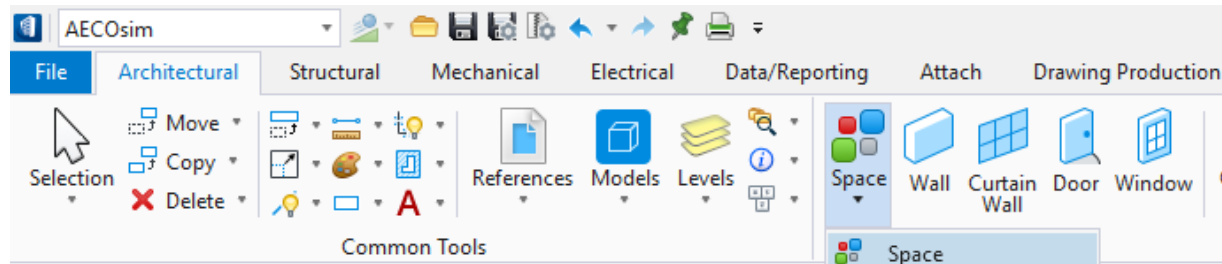 AECOsim
File Architectural Structural Mechanical Electrical Data/Reporting Attach Drawing Production
Move
Copy
Delete
Selection
References Models Levels
Space Wall Curtain Wall Door Window
Common Tools
Space